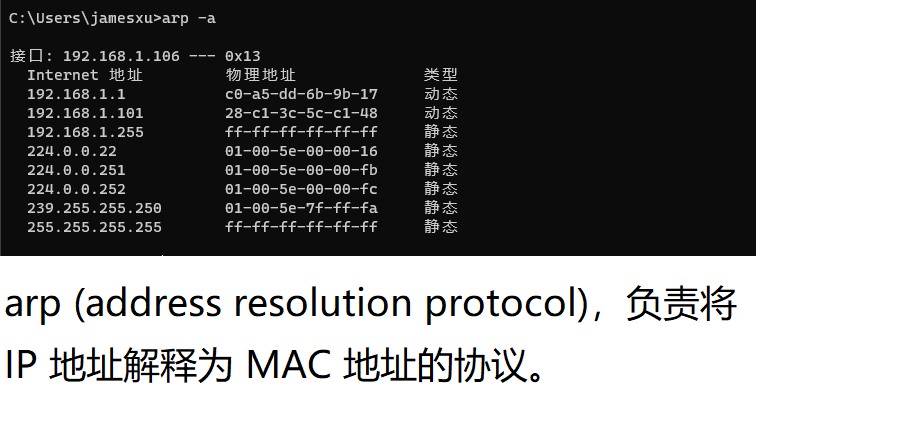 C:\Users\jamesxu>arp -a
接口: 192.168.1.106 --- 0x13
Internet 地址 物理地址 类型
192.168.1.1 c0-a5-dd-6b-9b-17 动态
192.168.1.101 28-c1-3c-5c-c1-48 动态
192.168.1.255 ff-ff-ff-ff-ff-ff 静态
224.0.0.22 01-00-5e-00-00-16 静态
224.0.0.251 01-00-5e-00-00-fb 静态
224.0.0.252 01-00-5e-00-00-fc 静态
239.255.255.250 01-00-5e-7f-ff-fa 静态
255.255.255.255 ff-ff-ff-ff-ff-ff 静态
arp (address resolution protocol)，负责将
IP 地址解释为 MAC 地址的协议。